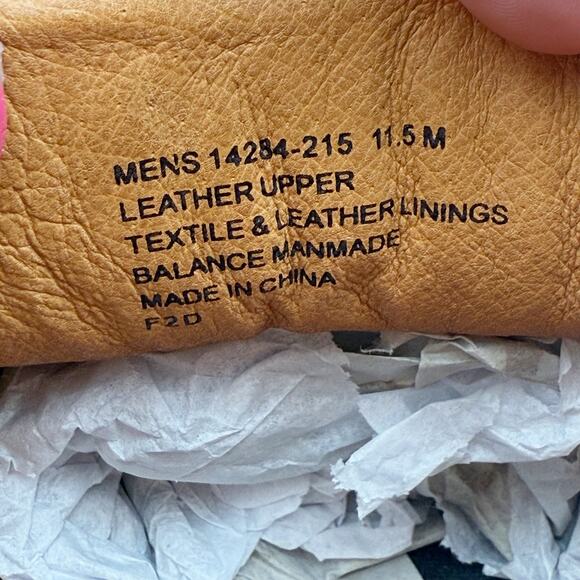 MENS 14284-215 11.5 M
LEATHER UPPER
TEXTILE & LEATHER LININGS
BALANCE MANMADE
MADE IN CHINA
F2D